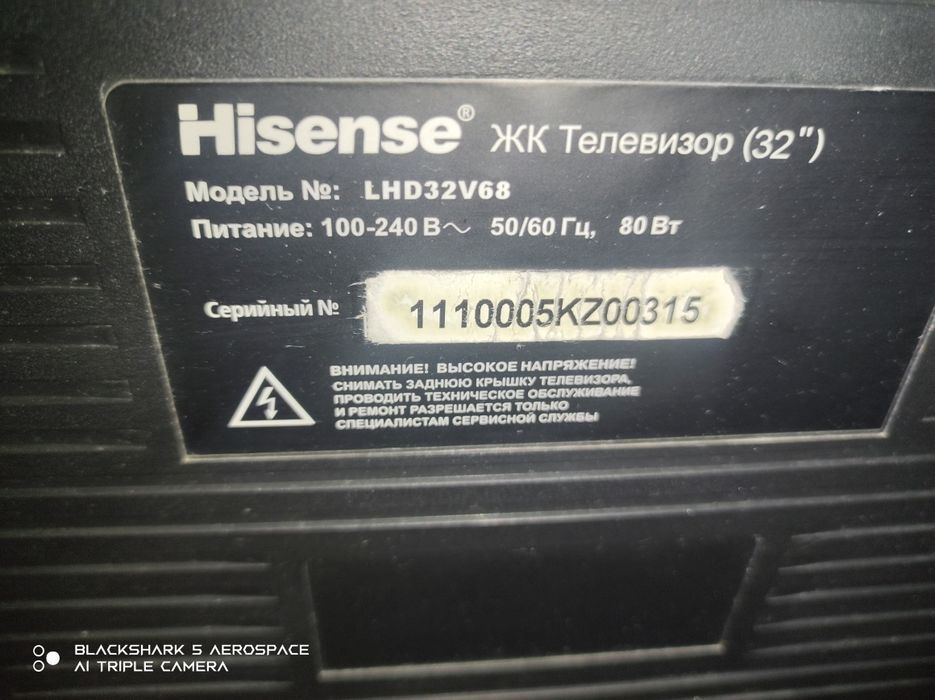 Hisense® ЖК Телевизор (32")
Модель №: LHD32V68
Питание: 100-240 В~ 50/60 Гц, 80 Вт
Серийный № 1110005KZ00315
ВНИМАНИЕ! ВЫСОКОЕ НАПРЯЖЕНИЕ!
СНИМАТЬ ЗАДНЮЮ КРЫШКУ ТЕЛЕВИЗОРА,
ПРОВОДИТЬ ТЕХНИЧЕСКОЕ ОБСЛУЖИВАНИЕ
И РЕМОНТ РАЗРЕШАЕТСЯ ТОЛЬКО
СПЕЦИАЛИСТАМ СЕРВИСНОЙ СЛУЖБЫ
BLACKSHARK 5 AEROSPACE
AI TRIPLE CAMERA